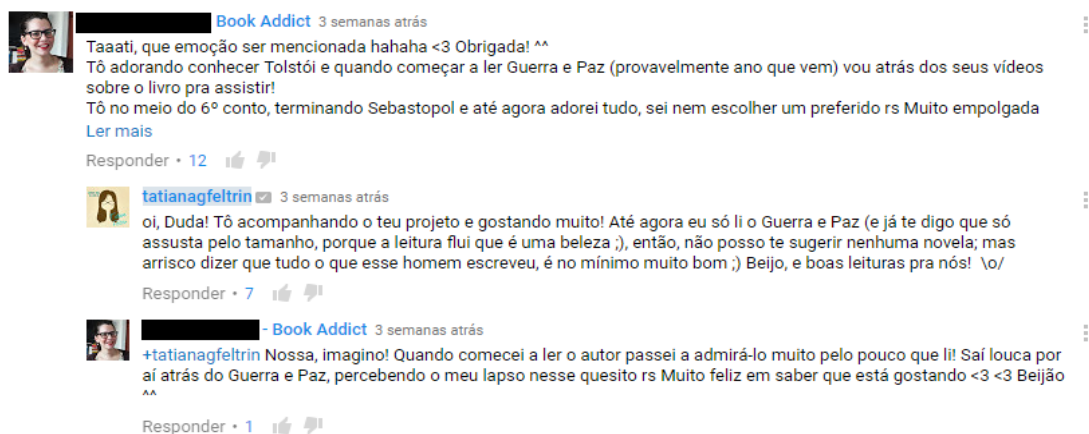 Book Addict 3 semanas atrás
Taaati, que emoção ser mencionada hahaha <3 Obrigada! ^^
Tô adorando conhecer Tolstói e quando começar a ler Guerra e Paz (provavelmente ano que vem) vou atrás dos seus vídeos
sobre o livro pra assistir!
Tô no meio do 6º conto, terminando Sebastopol e até agora adorei tudo, sei nem escolher um preferido rs Muito empolgada
Ler mais
Responder • 12
tatianagfeltrin 3 semanas atrás
oi, Duda! Tô acompanhando o teu projeto e gostando muito! Até agora eu só li o Guerra e Paz (e já te digo que só
assusta pelo tamanho, porque a leitura flui que é uma beleza ;), então, não posso te sugerir nenhuma novela; mas
arrisco dizer que tudo o que esse homem escreveu, é no mínimo muito bom ;) Beijo, e boas leituras pra nós! \o/
Responder • 7
- Book Addict 3 semanas atrás
+tatianagfeltrin Nossa, imagino! Quando comecei a ler o autor passei a admirá-lo muito pelo pouco que li! Saí louca por
aí atrás do Guerra e Paz, percebendo o meu lapso nesse quesito rs Muito feliz em saber que está gostando <3 <3 Beijão
^^
Responder • 1